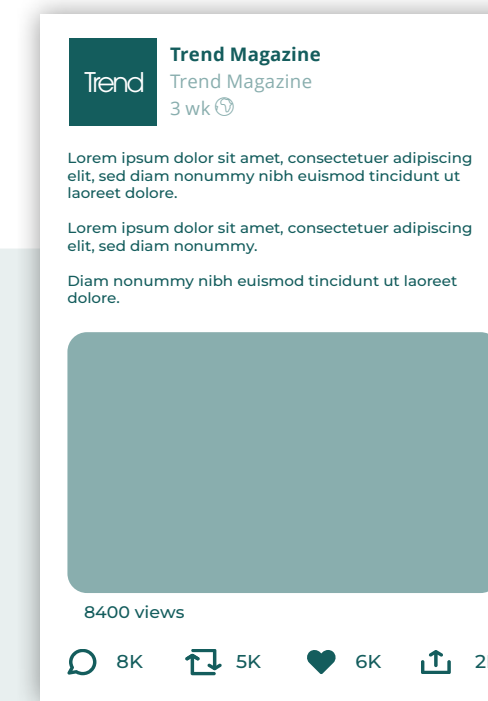 Trend
Trend Magazine
Trend Magazine
3 wk
Lorem ipsum dolor sit amet, consectetuer adipiscing
elit, sed diam nonummy nibh euismod tincidunt ut
laoreet dolore.
Lorem ipsum dolor sit amet, consectetuer adipiscing
elit, sed diam nonummy.
Diam nonummy nibh euismod tincidunt ut laoreet
dolore.
8400 views
8K 5K 6K